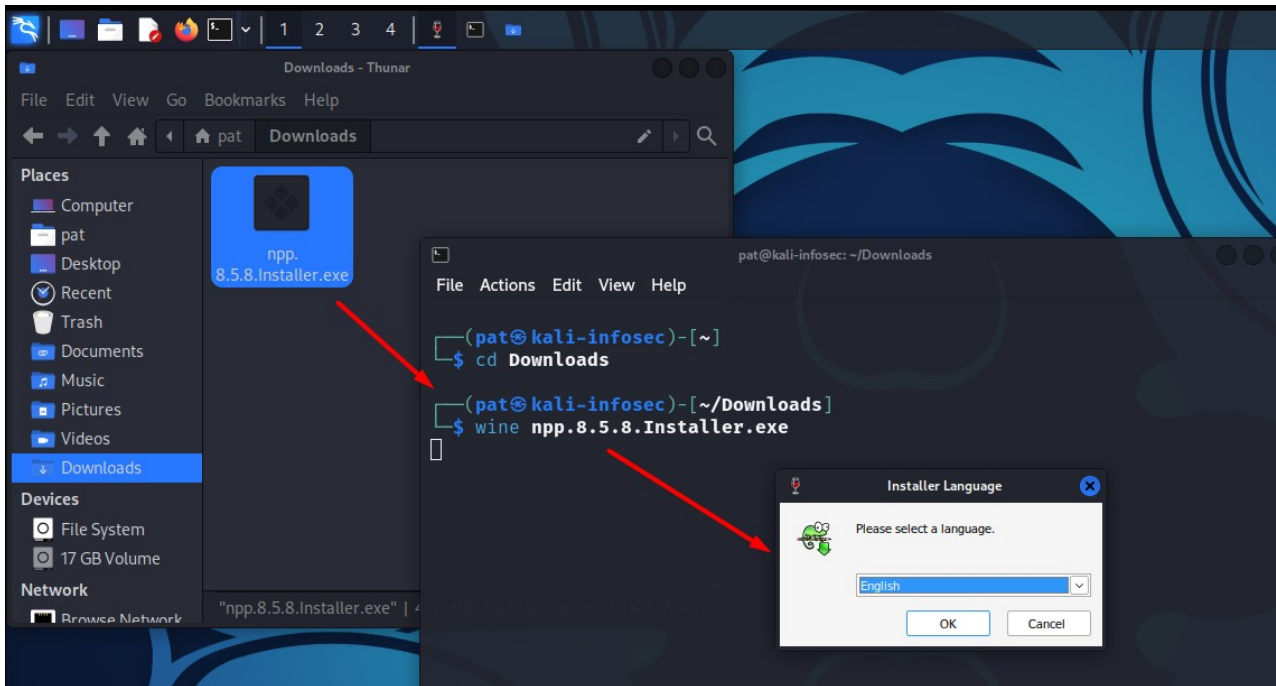 1 2 3 4
Downloads - Thunar
File Edit View Go Bookmarks Help
pat Downloads
Places
Computer
pat
Desktop
Recent
Trash
Documents
Music
Pictures
Videos
Downloads
Devices
File System
17 GB Volume
Network
Browse Network
npp.
8.5.8.Installer.exe
"npp.8.5.8.Installer.exe" |
pat@kali-infosec: ~/Downloads
File Actions Edit View Help
┌──(pat㉿kali-infosec)-[~]
└─$ cd Downloads
┌──(pat㉿kali-infosec)-[~/Downloads]
└─$ wine npp.8.5.8.Installer.exe
Installer Language
Please select a language.
English
OK Cancel